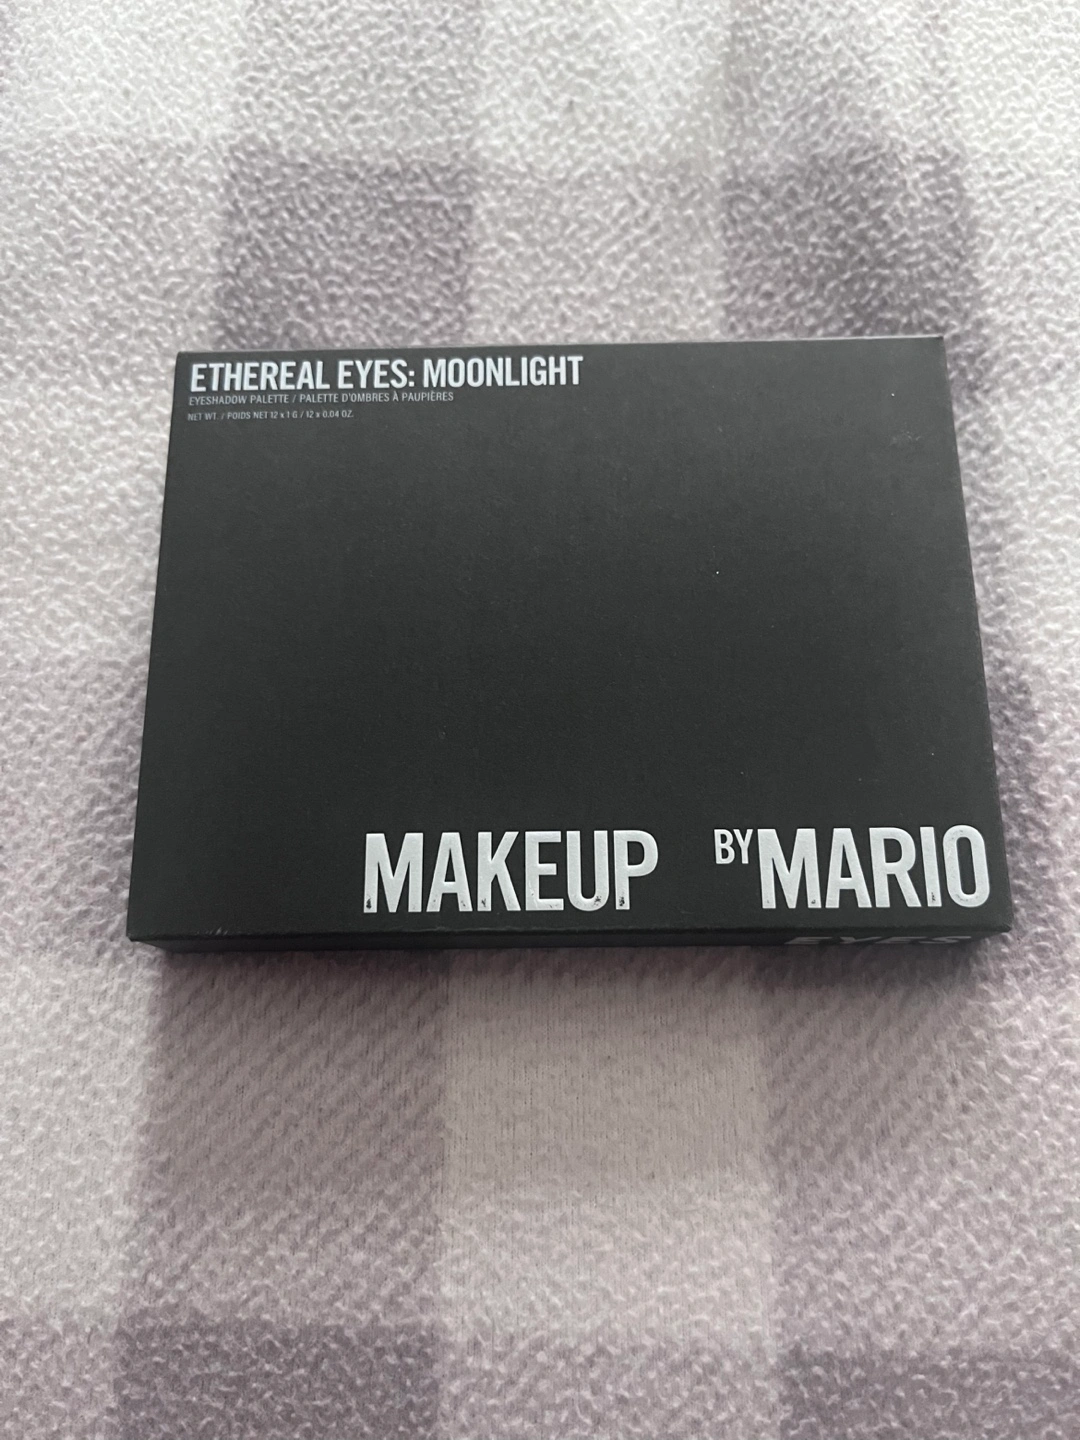 ETHEREAL EYES: MOONLIGHT
EYESHADOW PALETTE / PALETTE D'OMBRES À PAUPIÈRES
NET WT. / POIDS NET 12 x 1 G / 12 x 0.04 OZ.
MAKEUP BY MARIO
EYES